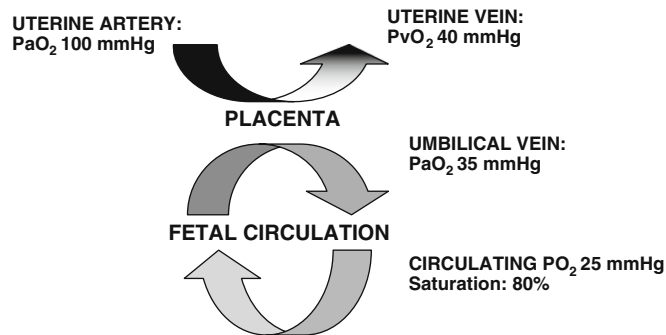 UTERINE ARTERY:
PaO₂ 100 mmHg
UTERINE VEIN:
PvO₂ 40 mmHg
PLACENTA
UMBILICAL VEIN:
PaO₂ 35 mmHg
FETAL CIRCULATION
CIRCULATING PO₂ 25 mmHg
Saturation: 80%